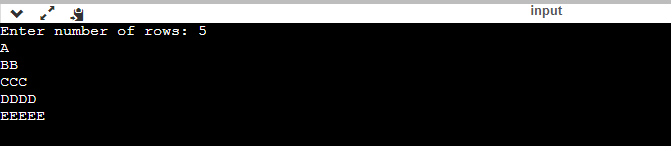 input
Enter number of rows: 5
A
BB
CCC
DDDD
EEEEE